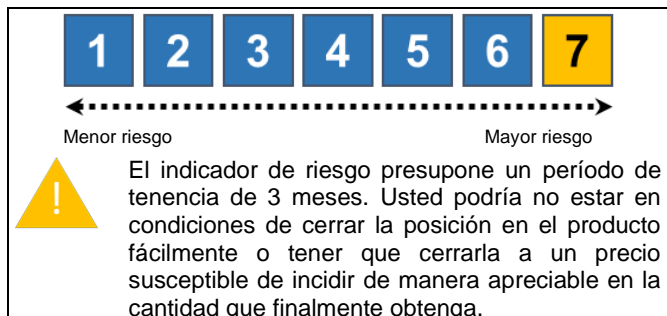 1 2 3 4 5 6 7
Menor riesgo Mayor riesgo
!
El indicador de riesgo presupone un período de
tenencia de 3 meses. Usted podría no estar en
condiciones de cerrar la posición en el producto
fácilmente o tener que cerrarla a un precio
susceptible de incidir de manera apreciable en la
cantidad que finalmente obtenga.